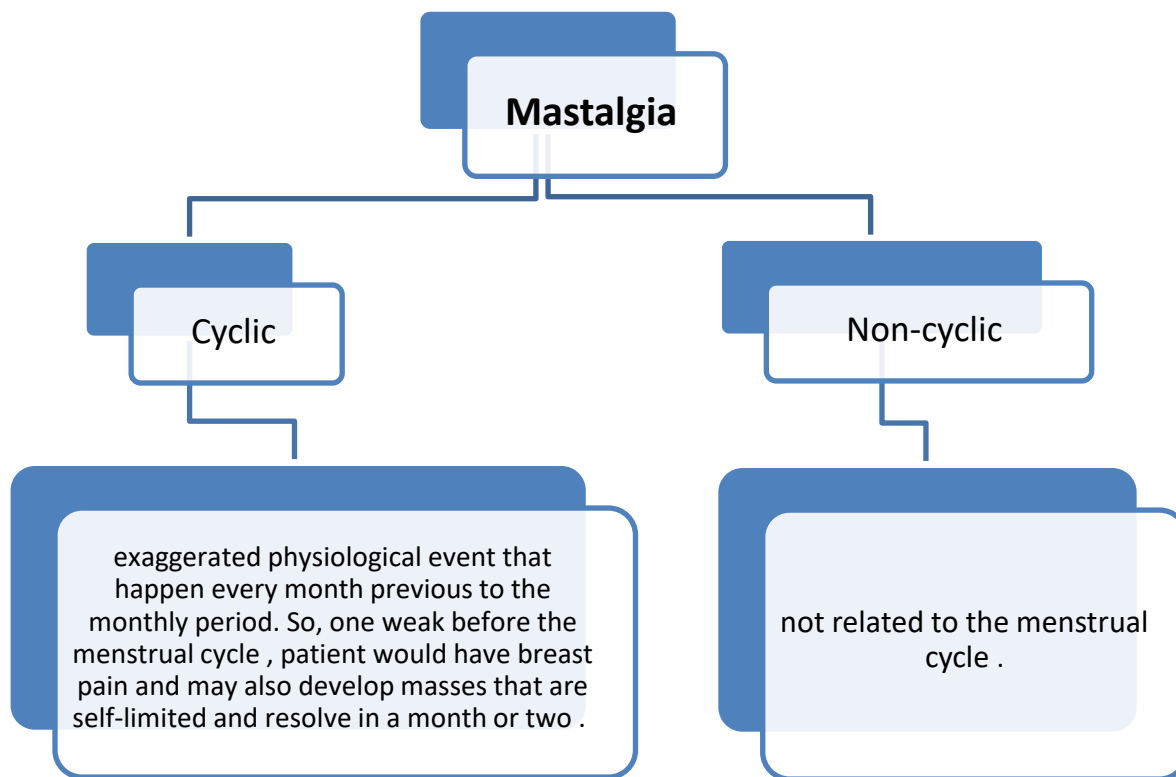 Mastalgia
Cyclic
Non-cyclic
exaggerated physiological event that
happen every month previous to the
monthly period. So, one weak before the
menstrual cycle , patient would have breast
pain and may also develop masses that are
self-limited and resolve in a month or two .
not related to the menstrual
cycle .